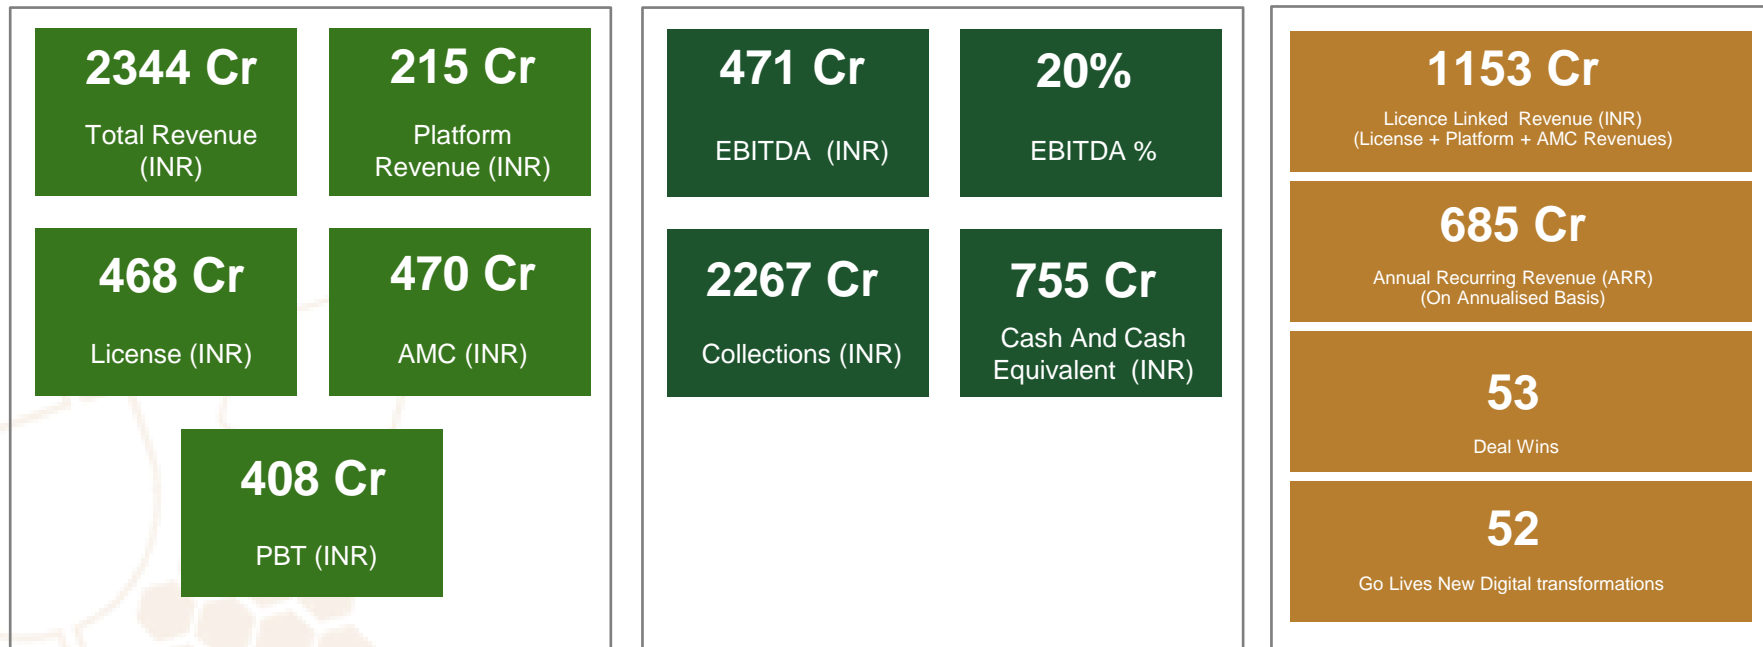 2344 Cr
Total Revenue
(INR)
215 Cr
Platform
Revenue (INR)
468 Cr
License (INR)
470 Cr
AMC (INR)
408 Cr
PBT (INR)
471 Cr
EBITDA (INR)
20%
EBITDA %
2267 Cr
Collections (INR)
755 Cr
Cash And Cash
Equivalent (INR)
1153 Cr
Licence Linked Revenue (INR)
(License + Platform + AMC Revenues)
685 Cr
Annual Recurring Revenue (ARR)
(On Annualised Basis)
53
Deal Wins
52
Go Lives New Digital transformations